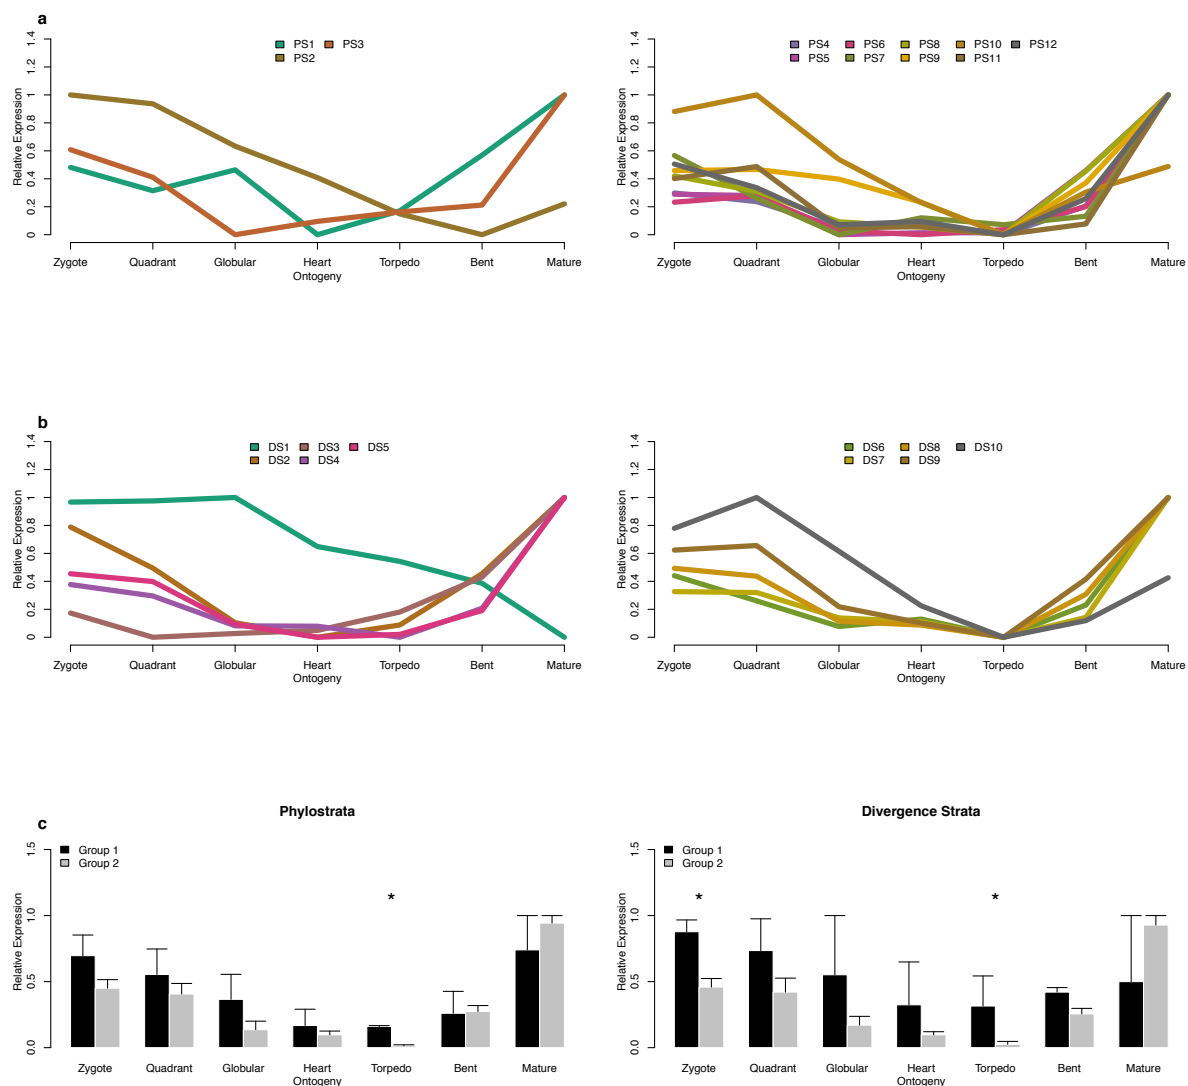 a
PS1 PS3
PS2
Relative Expression
0 0.2 0.4 0.6 0.8 1 1.2 1.4
Zygote Quadrant Globular Heart Torpedo Bent Mature
Ontogeny
PS4 PS6 PS8 PS10 PS12
PS5 PS7 PS9 PS11
Relative Expression
0 0.2 0.4 0.6 0.8 1 1.2 1.4
Zygote Quadrant Globular Heart Torpedo Bent Mature
Ontogeny
b
DS1 DS3 DS5
DS2 DS4
Relative Expression
0 0.2 0.4 0.6 0.8 1 1.2 1.4
Zygote Quadrant Globular Heart Torpedo Bent Mature
Ontogeny
DS6 DS8 DS10
DS7 DS9
Relative Expression
0 0.2 0.4 0.6 0.8 1 1.2 1.4
Zygote Quadrant Globular Heart Torpedo Bent Mature
Ontogeny
c
Phylostrata
Group 1
Group 2
*
Relative Expression
0.0 0.5 1.0 1.5
Zygote Quadrant Globular Heart Torpedo Bent Mature
Ontogeny
Divergence Strata
Group 1
Group 2
* *
Relative Expression
0.0 0.5 1.0 1.5
Zygote Quadrant Globular Heart Torpedo Bent Mature
Ontogeny